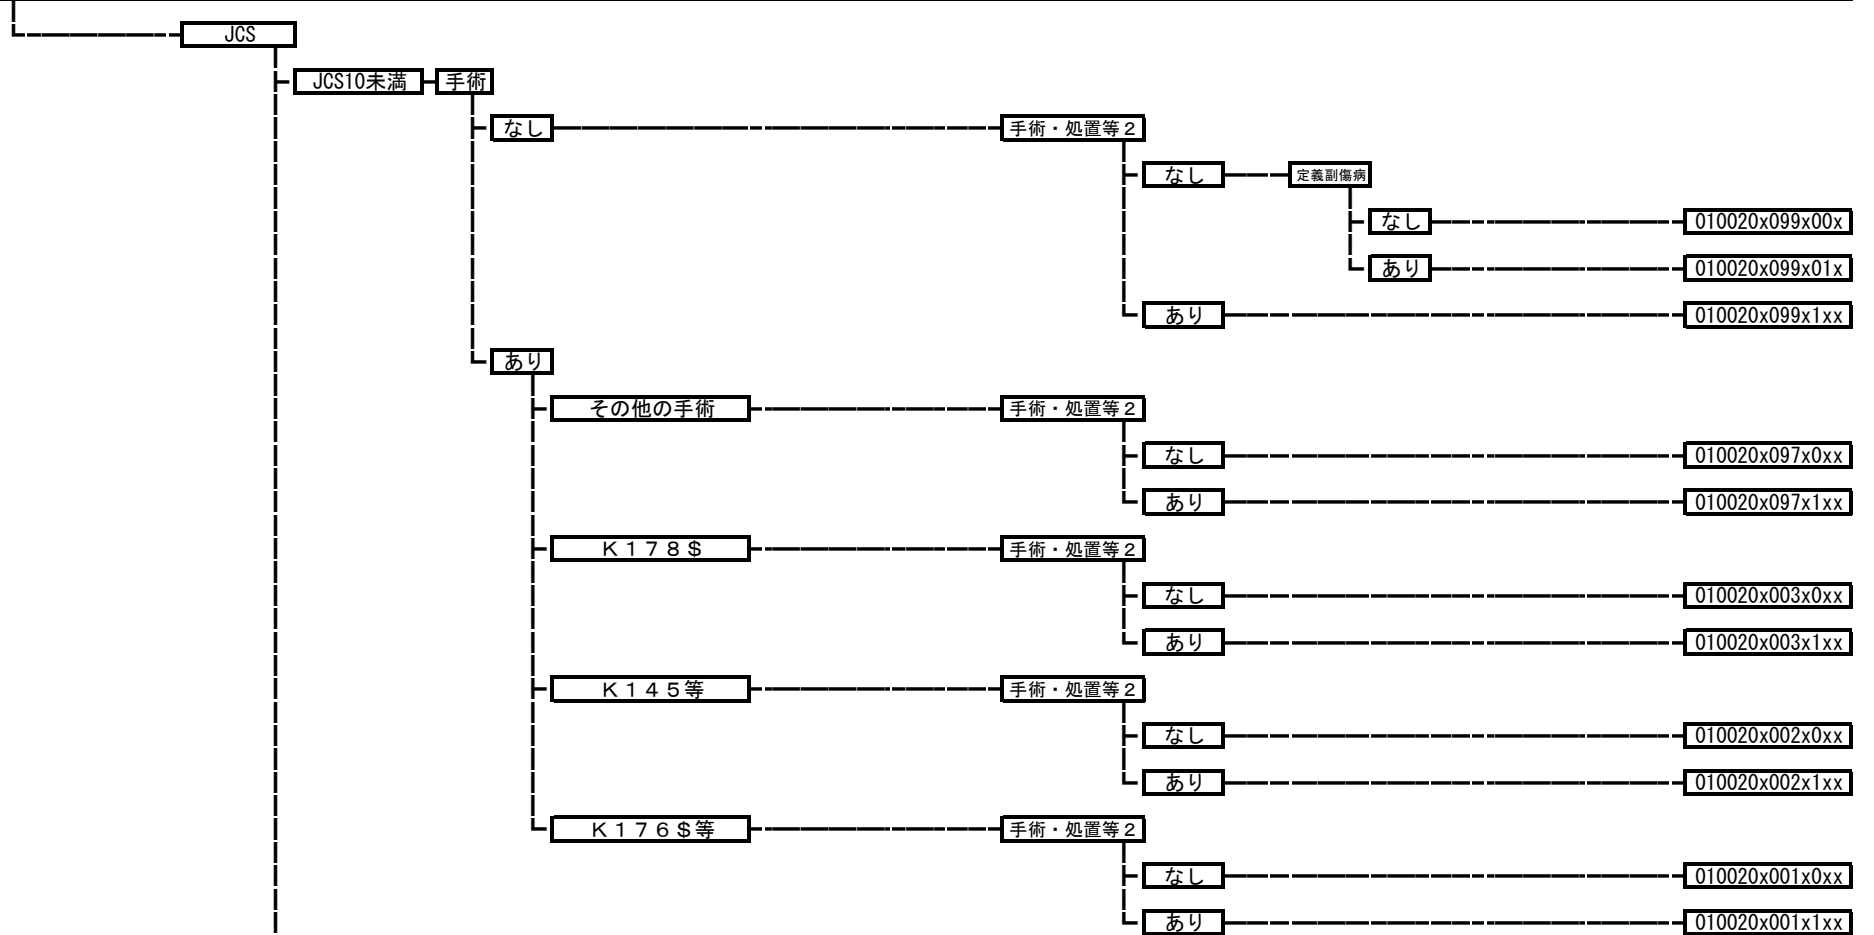 JCS
JCS10未満 手術
なし 手術・処置等２
なし 定義副傷病
なし 010020x099x00x
あり 010020x099x01x
あり 010020x099x1xx
あり
その他の手術 手術・処置等２
なし 010020x097x0xx
あり 010020x097x1xx
Ｋ１７８＄ 手術・処置等２
なし 010020x003x0xx
あり 010020x003x1xx
Ｋ１４５等 手術・処置等２
なし 010020x002x0xx
あり 010020x002x1xx
Ｋ１７６＄等 手術・処置等２
なし 010020x001x0xx
あり 010020x001x1xx